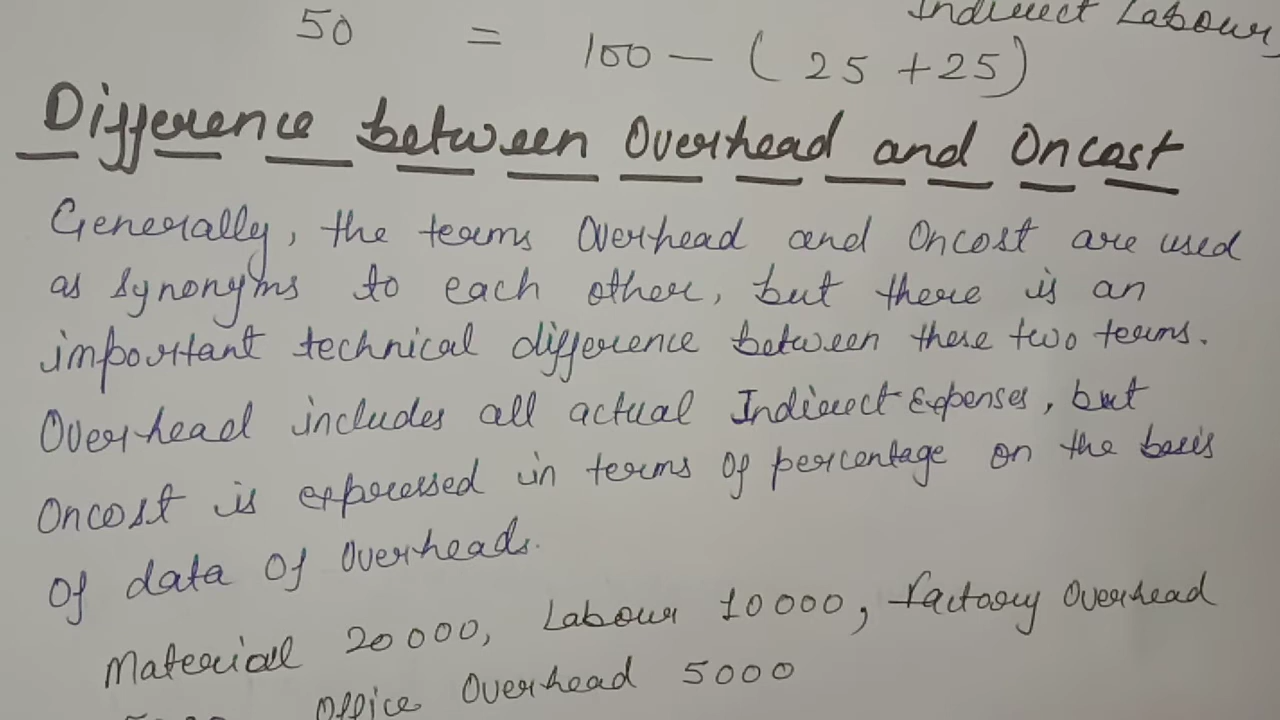 Indirect Labour,
50 = 100 - (25 +25)
Difference between Overhead and Oncost
Generally, the terms Overhead and Oncost are used
as synonyms to each other, but there is an
important technical difference between these two terms.
Overhead includes all actual Indirect Expenses, but
Oncost is expressed in terms of percentage on the basis
of data of overheads.
Material 20000, Labour 10000, Factory Overhead
Office Overhead 5000